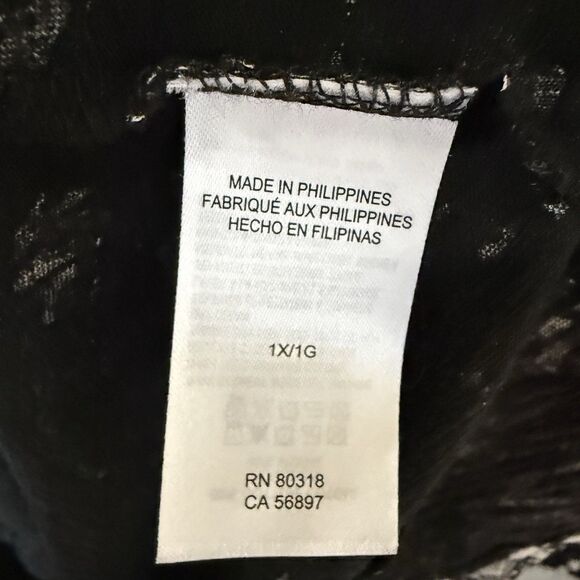 MADE IN PHILIPPINES
FABRIQUÉ AUX PHILIPPINES
HECHO EN FILIPINAS
1X/1G
RN 80318
CA 56897